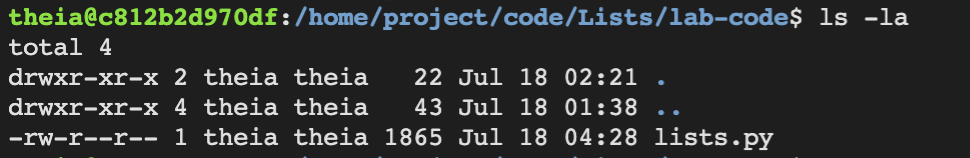 theia@c812b2d970df:/home/project/code/Lists/lab-code$ ls -la
total 4
drwxr-xr-x 2 theia theia   22 Jul 18 02:21 .
drwxr-xr-x 4 theia theia   43 Jul 18 01:38 ..
-rw-r--r-- 1 theia theia 1865 Jul 18 04:28 lists.py